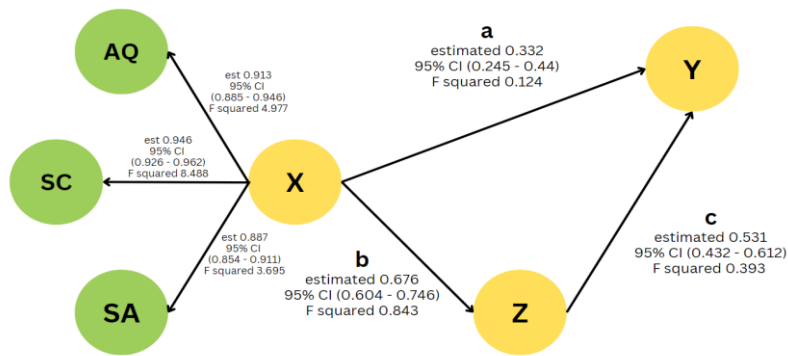 AQ
est 0.913
95% CI
(0.885 - 0.946)
F squared 4.977
SC
est 0.946
95% CI
(0.926 - 0.962)
F squared 8.488
SA
est 0.887
95% CI
(0.854 - 0.911)
F squared 3.695
X
a
estimated 0.332
95% CI (0.245 - 0.44)
F squared 0.124
Y
b
estimated 0.676
95% CI (0.604 - 0.746)
F squared 0.843
Z
c
estimated 0.531
95% CI (0.432 - 0.612)
F squared 0.393